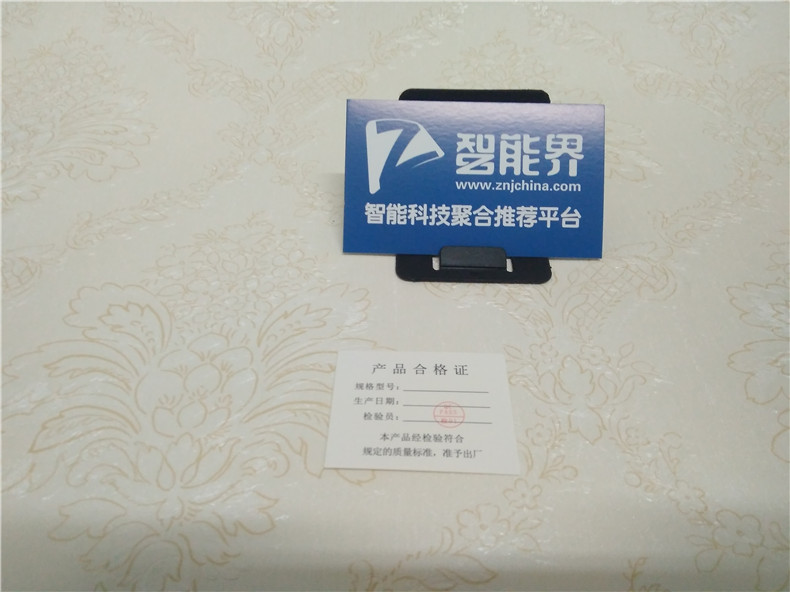 智能界
www.znjchina.com
智能科技聚合推荐平台
产品合格证
规格型号：
生产日期：
检验员：
本产品经检验符合
规定的质量标准，准予出厂